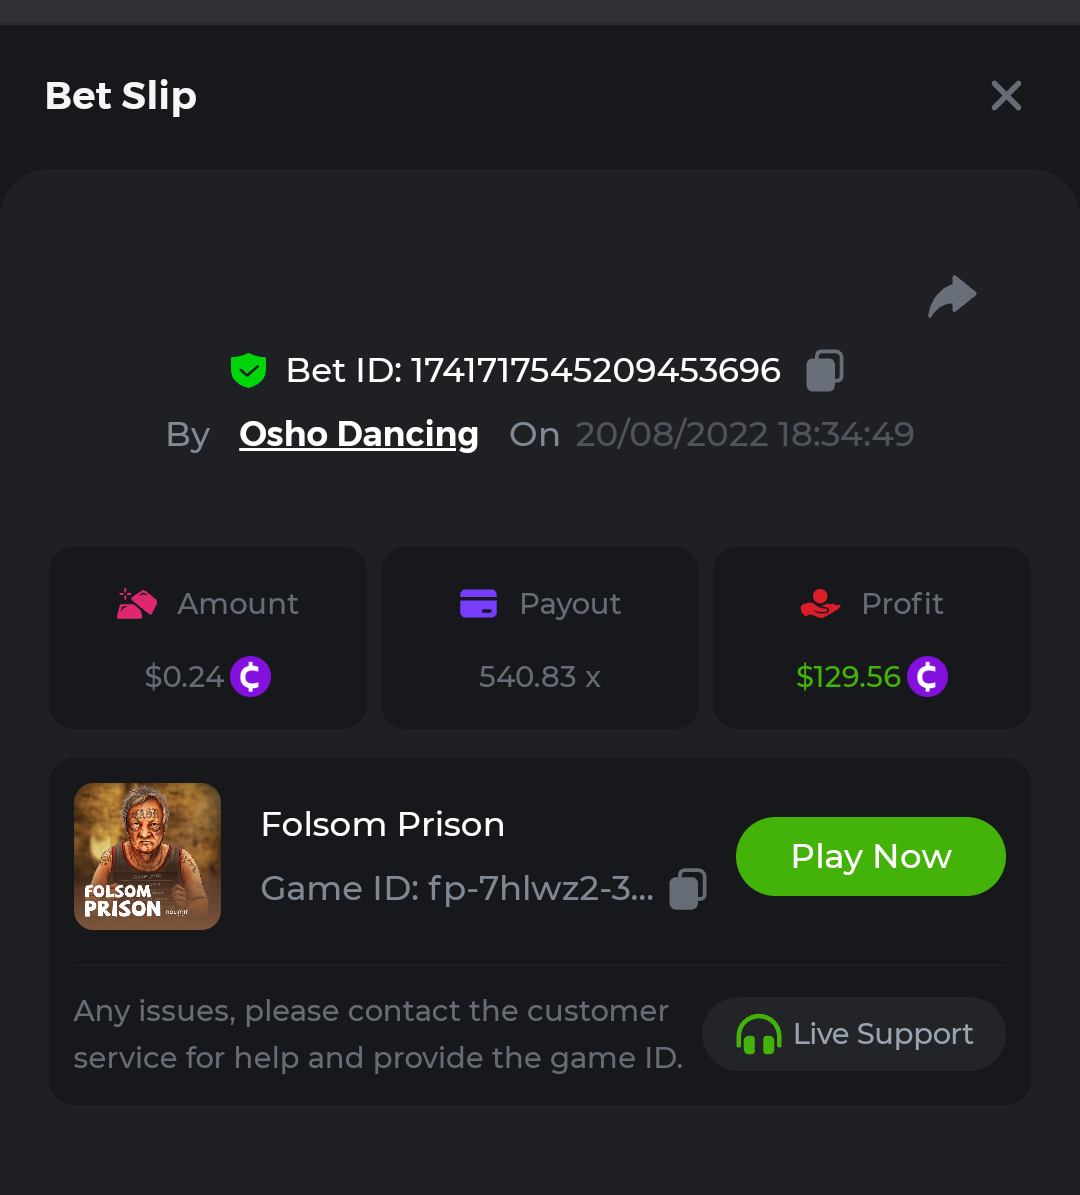 Bet Slip
Bet ID: 1741717545209453696
By Osho Dancing On 20/08/2022 18:34:49
Amount
Payout
Profit
$0.24
540.83 x
$129.56
CASH
FOLSOM
PRISON
Folsom Prison
Game ID: fp-7hlwz2-3...
Play Now
Any issues, please contact the customer
service for help and provide the game ID.
Live Support